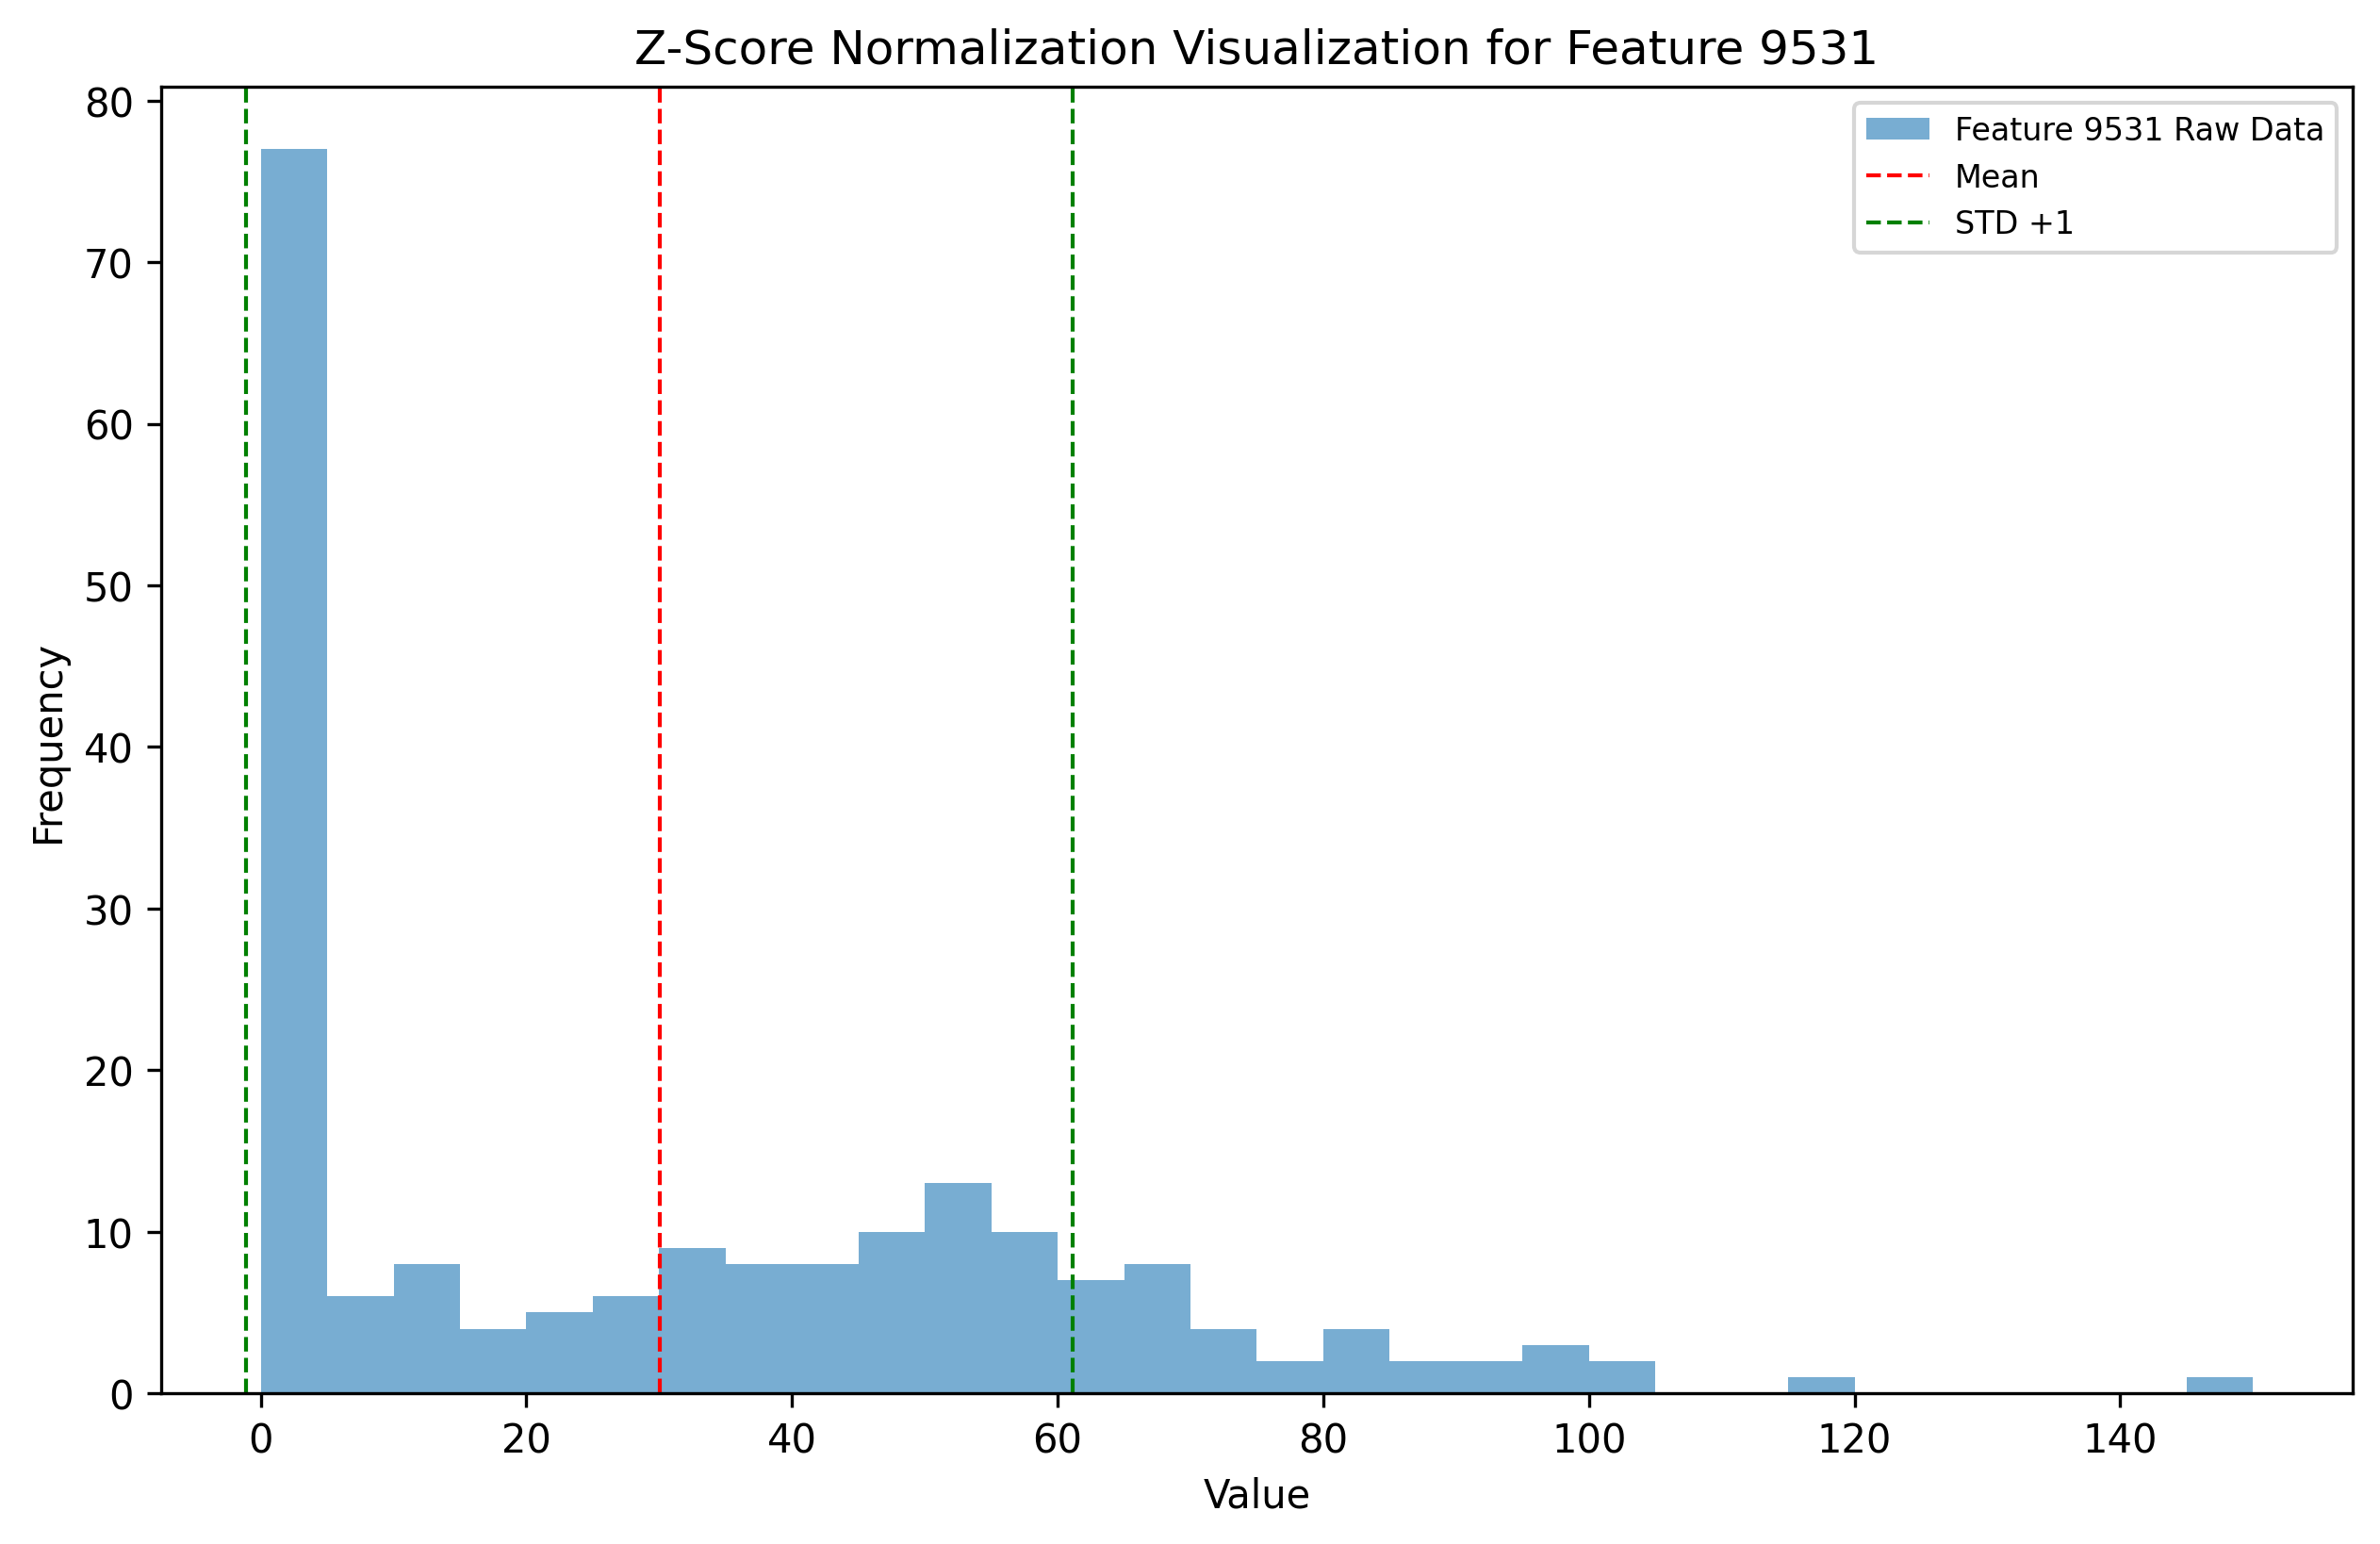 Z-Score Normalization Visualization for Feature 9531
Feature 9531 Raw Data
Mean
STD +1
80
70
60
50
40
30
20
10
0
Frequency
0 20 40 60 80 100 120 140
Value